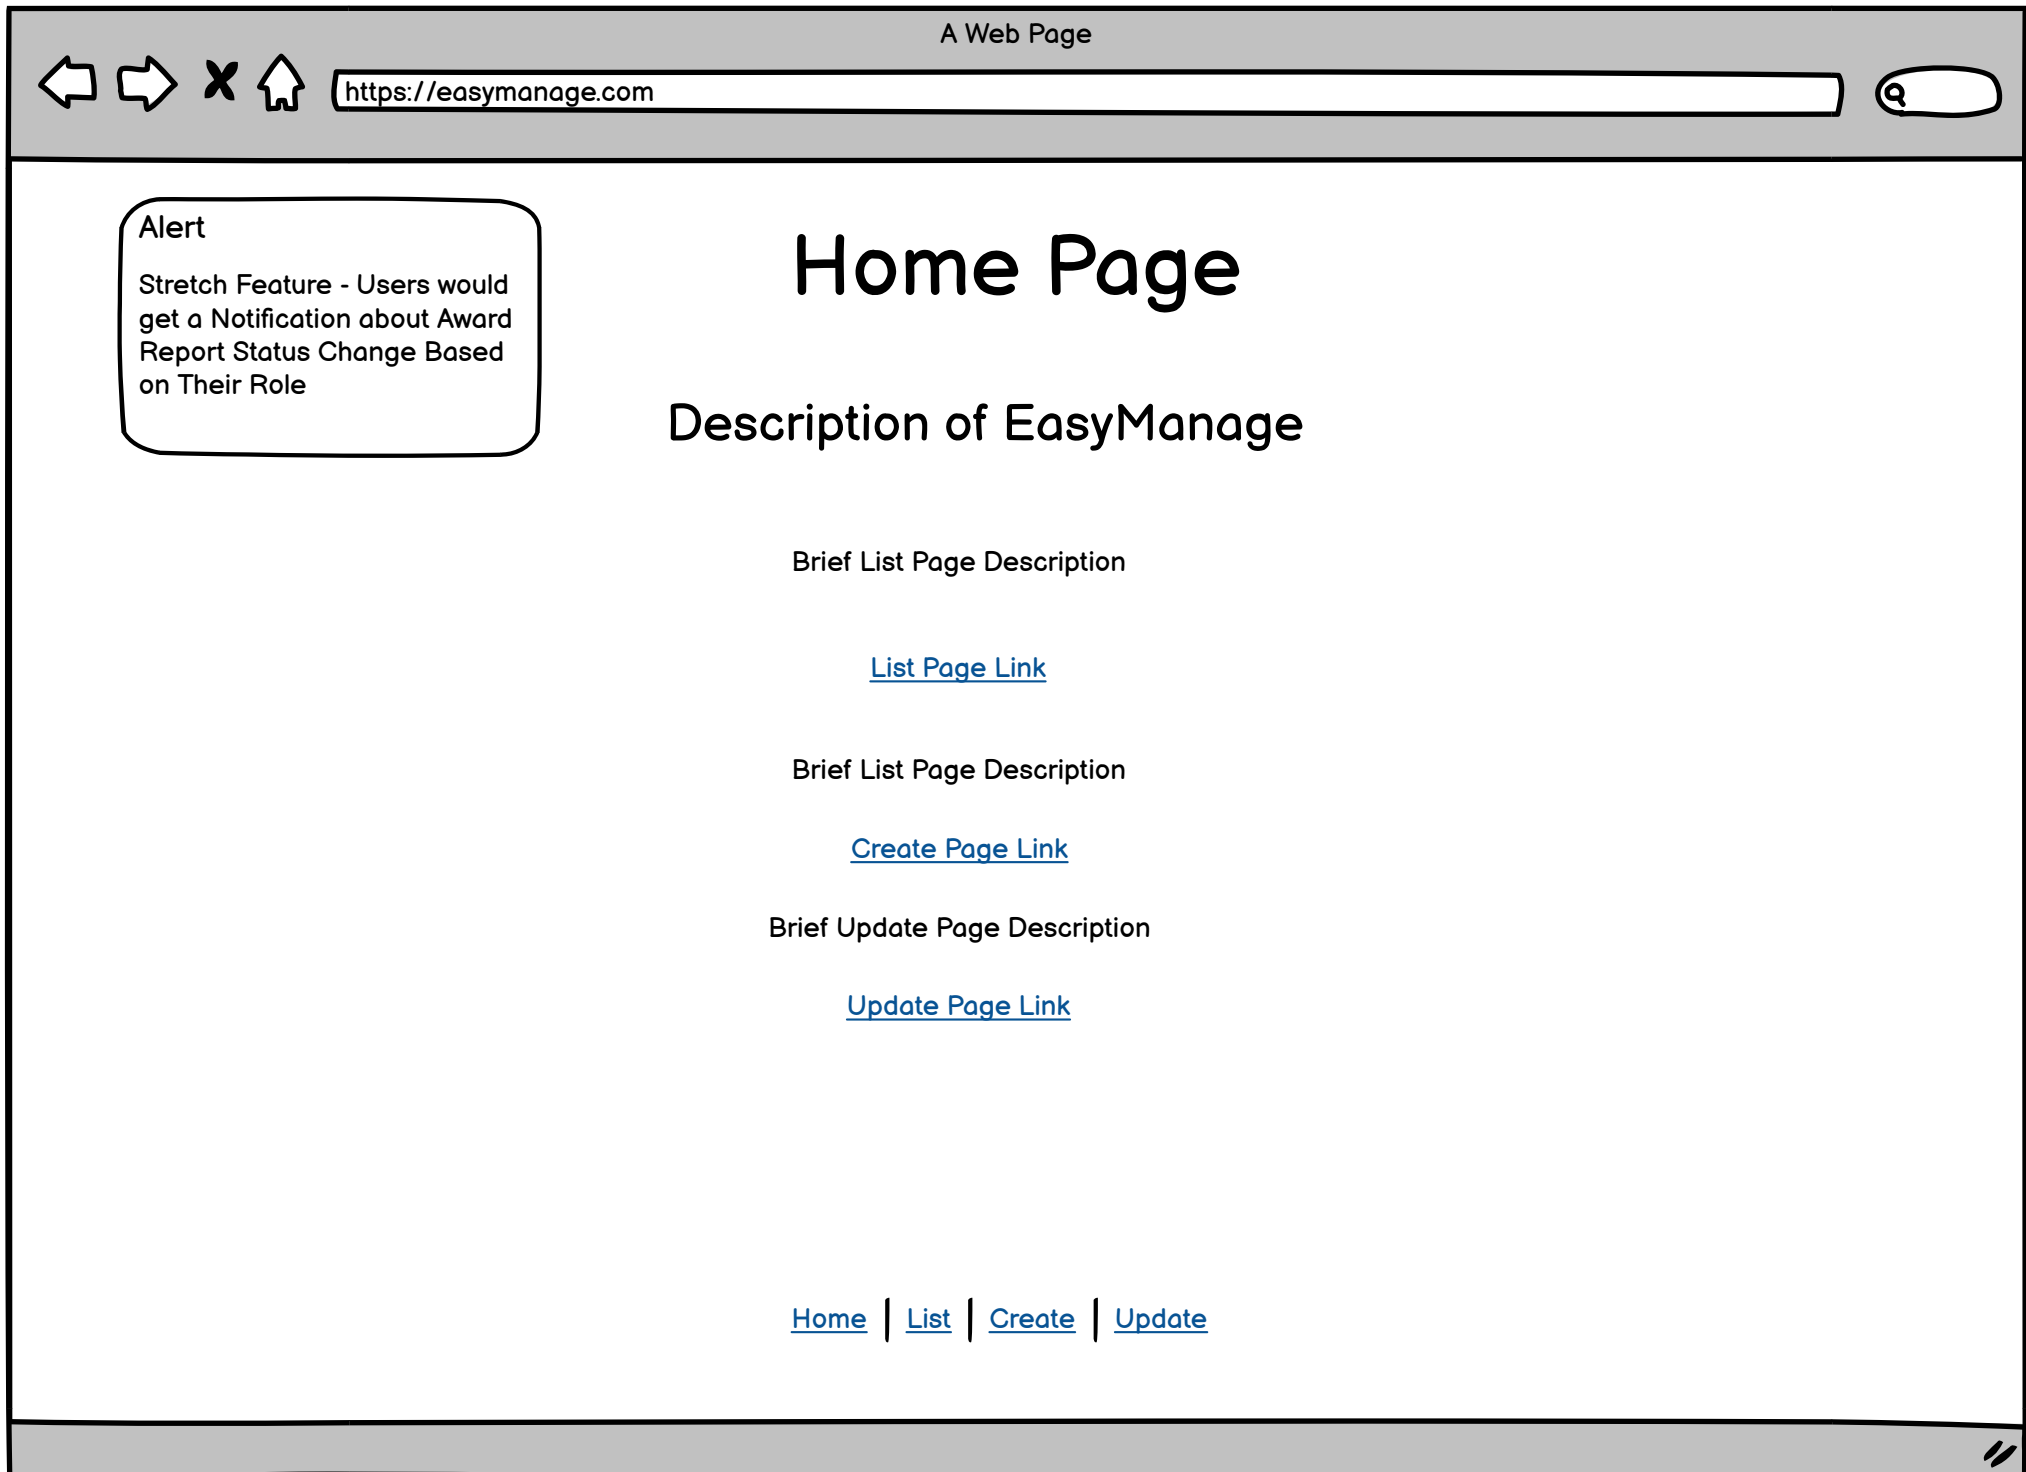 A Web Page
https://easymanage.com
Alert
Stretch Feature - Users would
get a Notification about Award
Report Status Change Based
on Their Role
Home Page
Description of EasyManage
Brief List Page Description
List Page Link
Brief List Page Description
Create Page Link
Brief Update Page Description
Update Page Link
Home | List | Create | Update